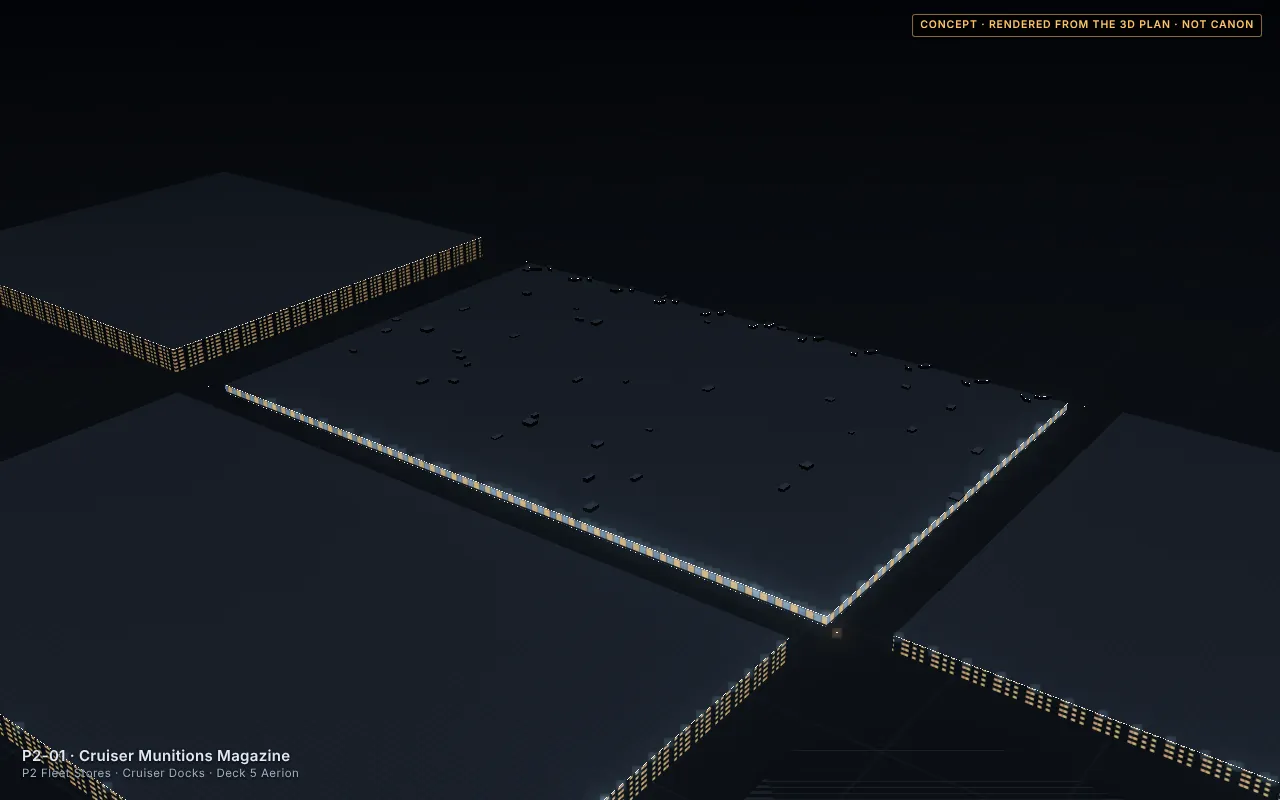 CONCEPT · RENDERED FROM THE 3D PLAN · NOT CANON
P2-01 · Cruiser Munitions Magazine
P2 Fleet Stores · Cruiser Docks · Deck 5 Aerion